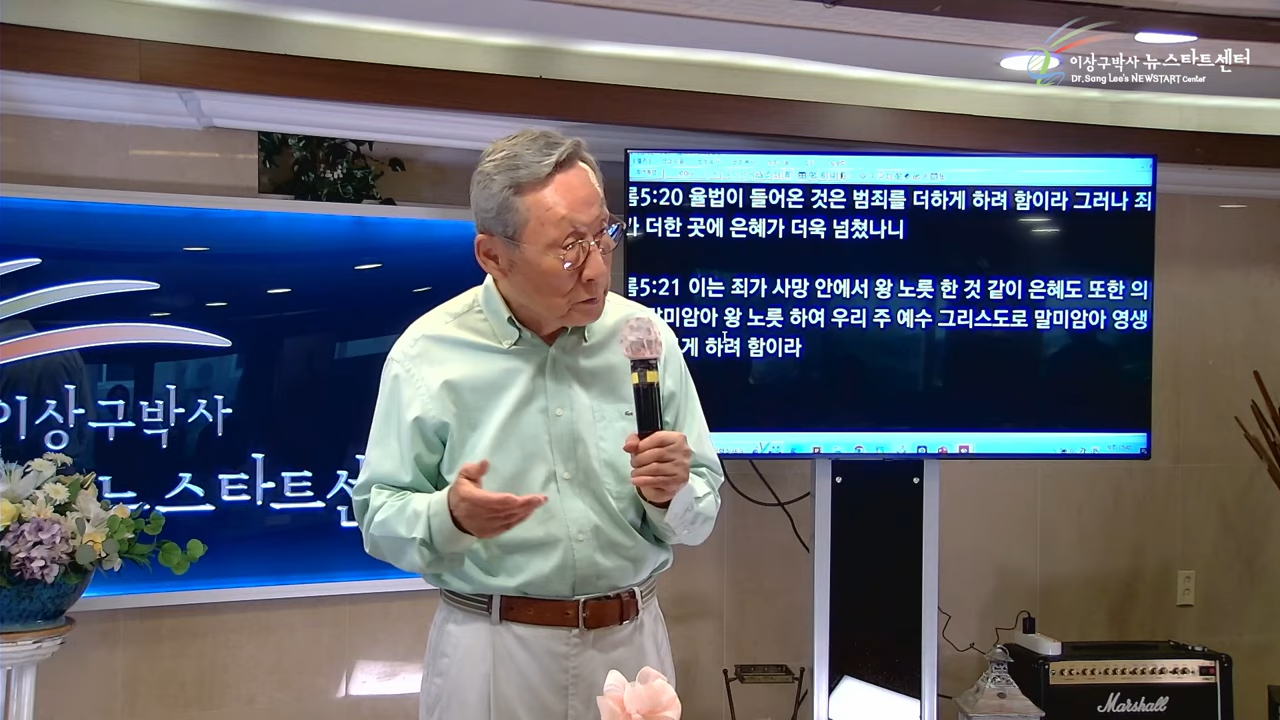 이상구박사 뉴스타트센터
Dr. Sang Lee's NEWSTART Center
롬5:20 율법이 들어온 것은 범죄를 더하게 하려 함이라 그러나 죄
가 더한 곳에 은혜가 더욱 넘쳤나니
롬5:21 이는 죄가 사망 안에서 왕 노릇 한 것 같이 은혜도 또한 의
말미암아 왕 노릇 하여 우리 주 예수 그리스도로 말미암아 영생
게 하려 함이라
이상구박사
뉴스타트센
Marshall